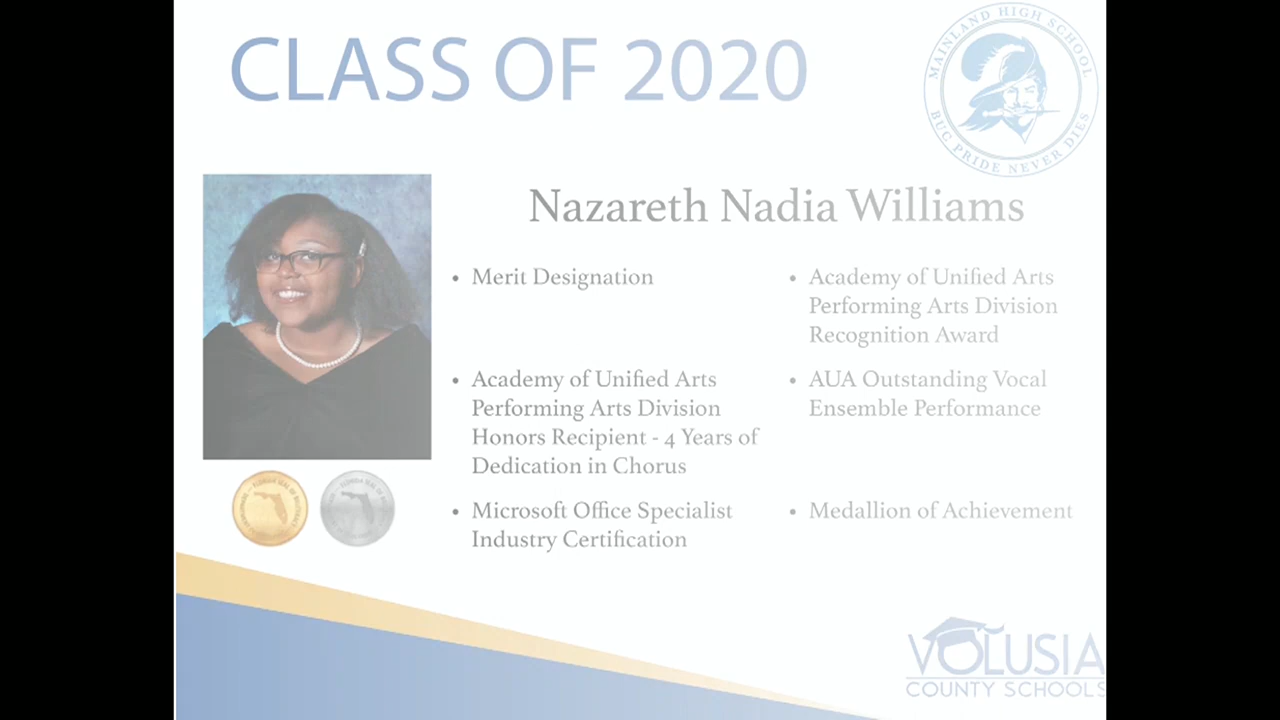 CLASS OF 2020
MAINLAND HIGH SCHOOL
BUC PRIDE NEVER DIES
Nazareth Nadia Williams
• Merit Designation
• Academy of Unified Arts
Performing Arts Division
Recognition Award
• Academy of Unified Arts
Performing Arts Division
Honors Recipient - 4 Years of
Dedication in Chorus
• AUA Outstanding Vocal
Ensemble Performance
• Microsoft Office Specialist
Industry Certification
• Medallion of Achievement
VOLUSIA
COUNTY SCHOOLS